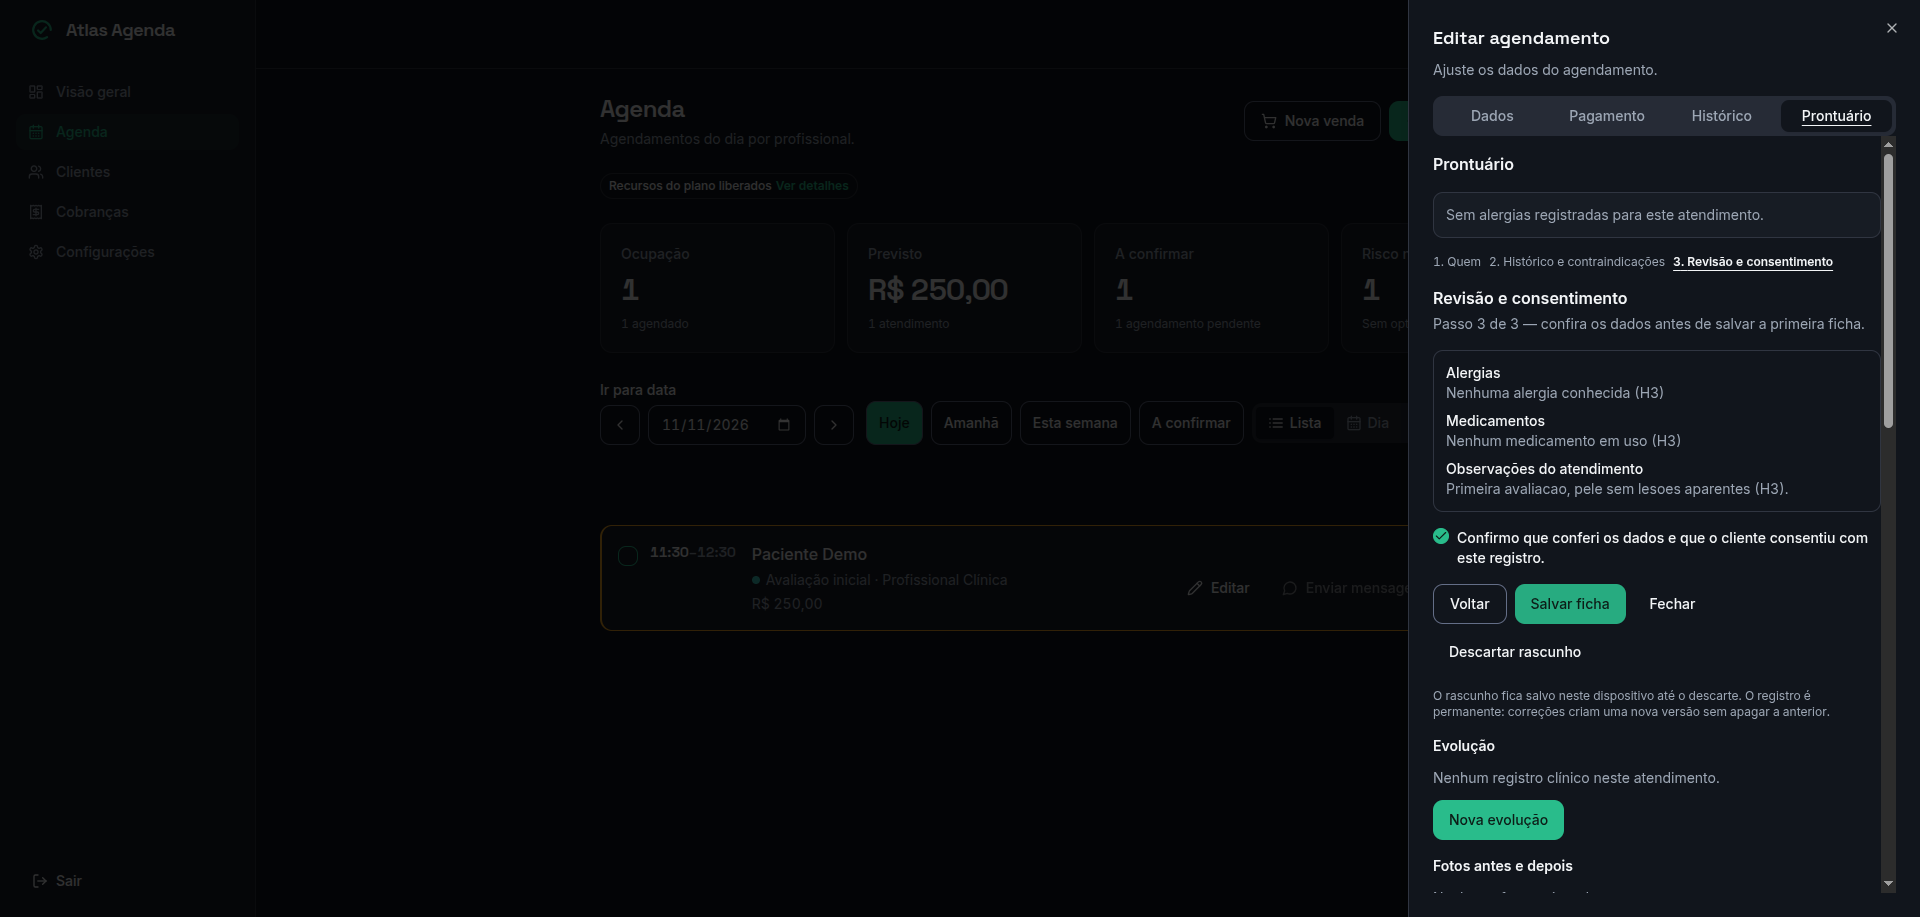 Atlas Agenda
Visão geral
Agenda
Clientes
Cobranças
Configurações
Sair
Agenda
Agendamentos do dia por profissional.
Nova venda
Recursos do plano liberados Ver detalhes
Ocupação
1
1 agendado
Previsto
R$ 250,00
1 atendimento
A confirmar
1
1 agendamento pendente
Risco
1
Sem
Ir para data
11/11/2026
Hoje
Amanhã
Esta semana
A confirmar
Lista
Dia
11:30–12:30
Paciente Demo
Avaliação inicial · Profissional Clínica
R$ 250,00
Editar
Enviar
Editar agendamento
Ajuste os dados do agendamento.
Dados
Pagamento
Histórico
Prontuário
Prontuário
Sem alergias registradas para este atendimento.
1. Quem 2. Histórico e contraindicações 3. Revisão e consentimento
Revisão e consentimento
Passo 3 de 3 — confira os dados antes de salvar a primeira ficha.
Alergias
Nenhuma alergia conhecida (H3)
Medicamentos
Nenhum medicamento em uso (H3)
Observações do atendimento
Primeira avaliacao, pele sem lesoes aparentes (H3).
Confirmo que conferi os dados e que o cliente consentiu com
este registro.
Voltar
Salvar ficha
Fechar
Descartar rascunho
O rascunho fica salvo neste dispositivo até o descarte. O registro é
permanente: correções criam uma nova versão sem apagar a anterior.
Evolução
Nenhum registro clínico neste atendimento.
Nova evolução
Fotos antes e depois